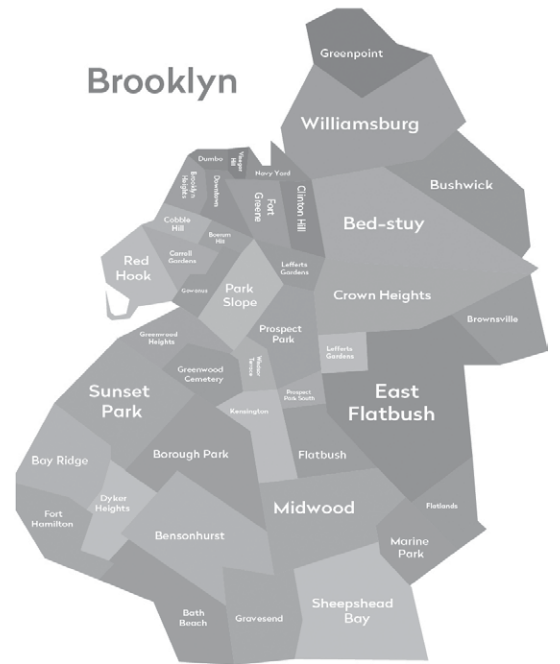 Brooklyn
Greenpoint
Williamsburg
Dumbo
Vinegar
Hill
Navy Yard
Brooklyn
Heights
Downtown
Fort
Greene
Clinton Hill
Bushwick
Bed-stuy
Cobble
Hill
Boerum
Hill
Carroll
Gardens
Red
Hook
Gowanus
Park
Slope
Lefferts
Gardens
Crown Heights
Brownsville
Prospect
Park
Greenwood
Heights
Lefferts
Gardens
Windsor
Terrace
Greenwood
Cemetery
Prospect
Park South
Sunset
Park
Kensington
East
Flatbush
Borough Park
Flatbush
Bay Ridge
Dyker
Heights
Midwood
Flatlands
Fort
Hamilton
Bensonhurst
Marine
Park
Bath
Beach
Gravesend
Sheepshead
Bay